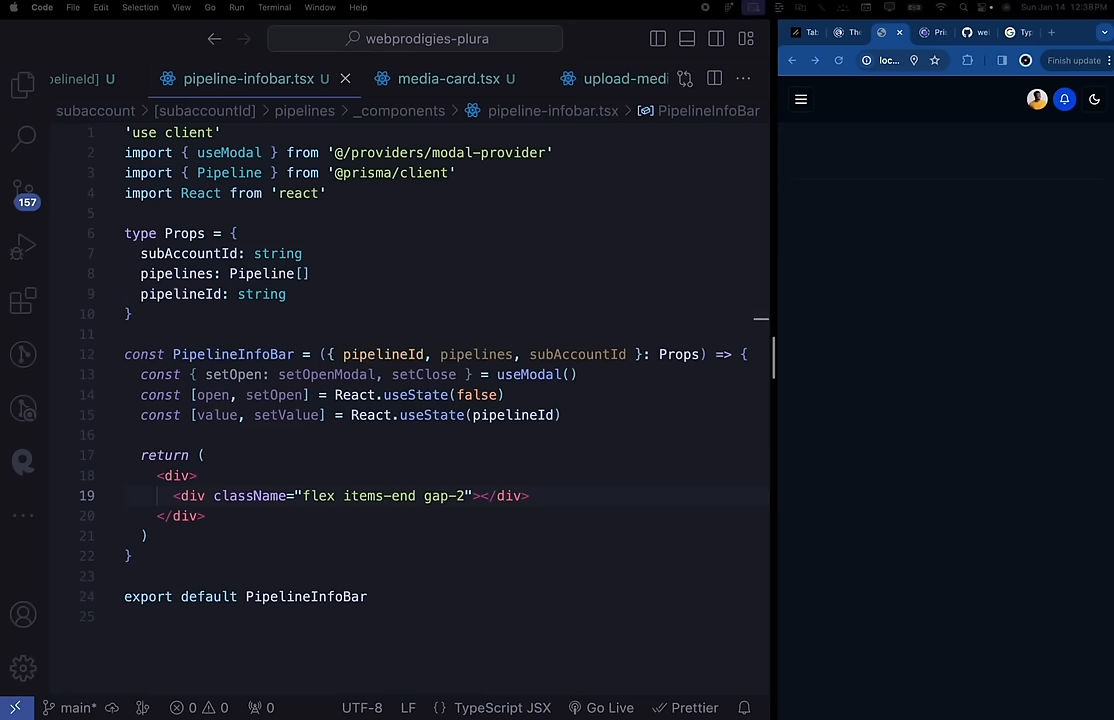 Code File Edit Selection View Go Run Terminal Window Help Sun Jan 14 12:38PM
webprodigies-plura
pelineId] U pipeline-infobar.tsx U media-card.tsx U upload-medi
subaccount > [subaccountId] > pipelines > _components > pipeline-infobar.tsx > PipelineInfoBar
1 'use client'
2 import { useModal } from '@/providers/modal-provider'
3 import { Pipeline } from '@prisma/client'
4 import React from 'react'
5
6 type Props = {
7 subAccountId: string
8 pipelines: Pipeline[]
9 pipelineId: string
10 }
11
12 const PipelineInfoBar = ({ pipelineId, pipelines, subAccountId }: Props) => {
13 const { setOpen: setOpenModal, setClose } = useModal()
14 const [open, setOpen] = React.useState(false)
15 const [value, setValue] = React.useState(pipelineId)
16
17 return (
18 <div>
19 <div className="flex items-end gap-2"></div>
20 </div>
21 )
22 }
23
24 export default PipelineInfoBar
25
157
main* 0 0 0 UTF-8 LF {} TypeScript JSX Go Live Prettier
Tab The Pri wel Typ
loc... Finish update